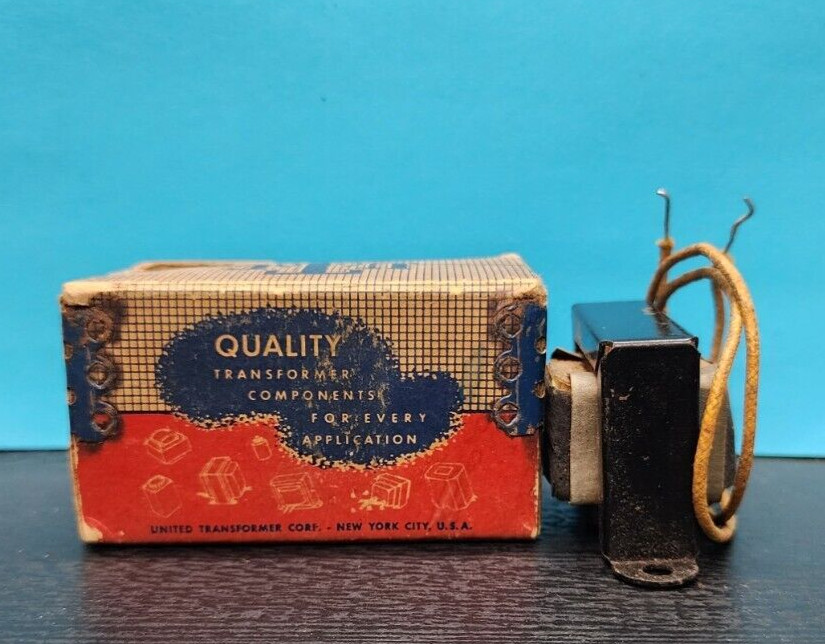 QUALITY
TRANSFORMER
COMPONENTS
FOR EVERY
APPLICATION
UNITED TRANSFORMER CORP. - NEW YORK CITY, U.S.A.